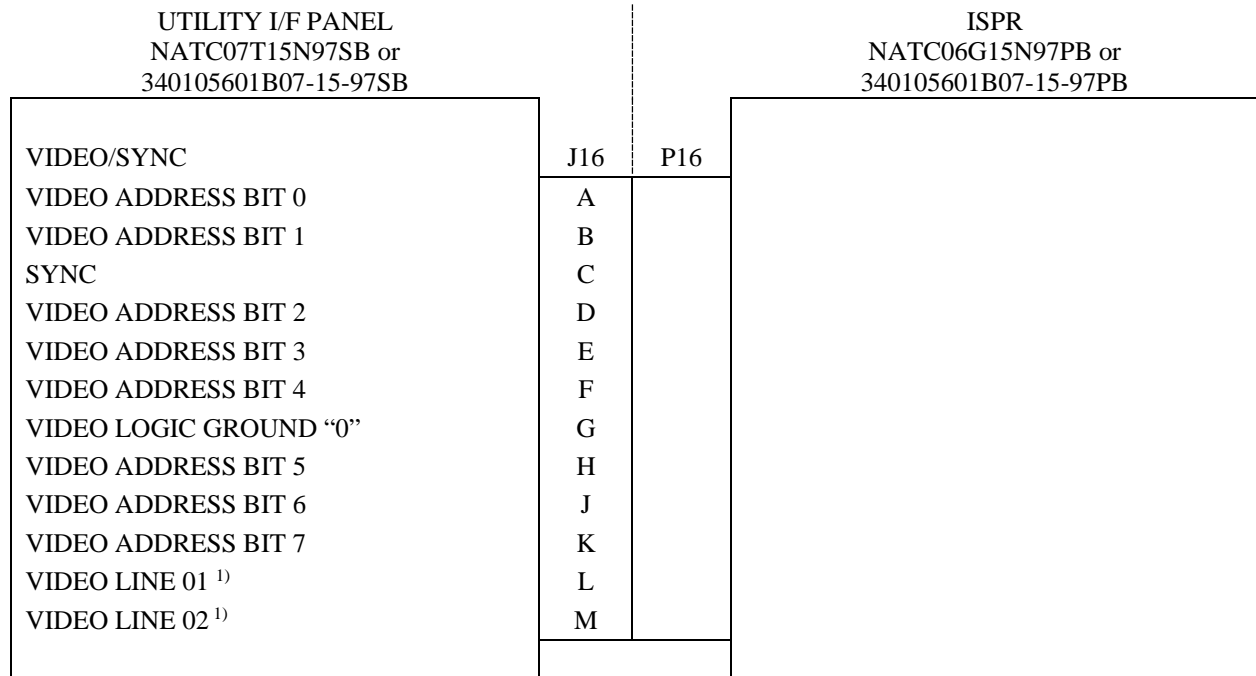 UTILITY I/F PANEL
NATC07T15N97SB or
340105601B07-15-97SB
ISPR
NATC06G15N97PB or
340105601B07-15-97PB
VIDEO/SYNC J16 P16
VIDEO ADDRESS BIT 0 A
VIDEO ADDRESS BIT 1 B
SYNC C
VIDEO ADDRESS BIT 2 D
VIDEO ADDRESS BIT 3 E
VIDEO ADDRESS BIT 4 F
VIDEO LOGIC GROUND “0” G
VIDEO ADDRESS BIT 5 H
VIDEO ADDRESS BIT 6 J
VIDEO ADDRESS BIT 7 K
VIDEO LINE 01 1) L
VIDEO LINE 02 1) M